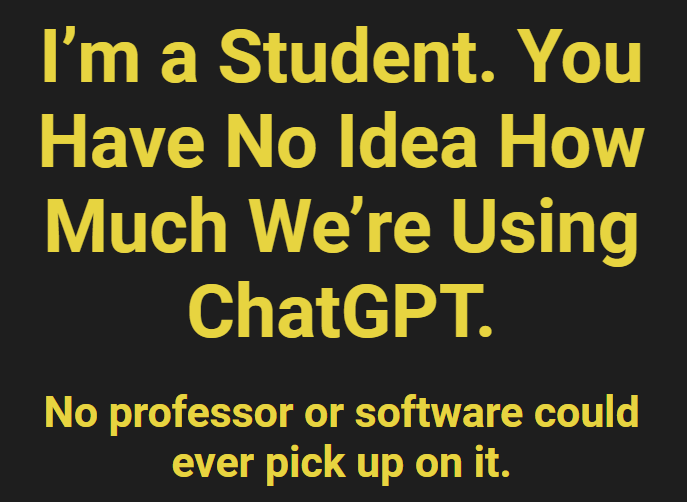 I’m a Student. You
Have No Idea How
Much We’re Using
ChatGPT.
No professor or software could
ever pick up on it.